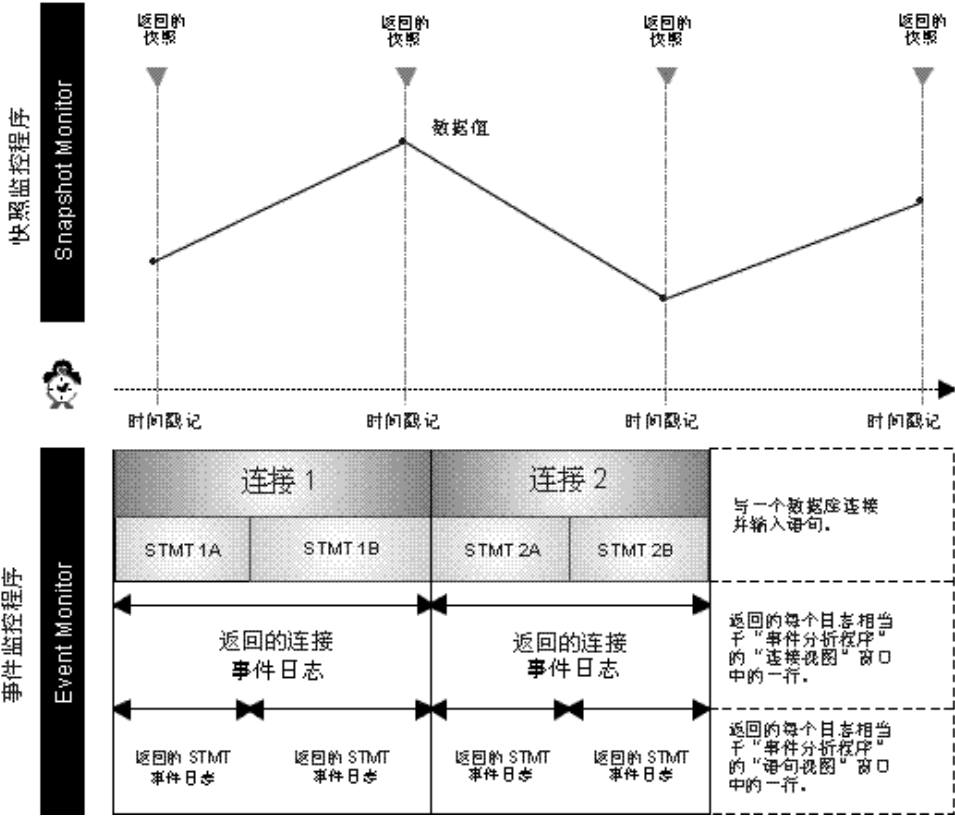 返回的
快照
返回的
快照
返回的
快照
返回的
快照
快照监控程序
Snapshot Monitor
数据值
时间戳记
时间戳记
时间戳记
时间戳记
事件监控程序
Event Monitor
连接 1
连接 2
STMT 1A
STMT 1B
STMT 2A
STMT 2B
与一个数据库连接
并输入语句。
返回的连接
事件日志
返回的连接
事件日志
返回的每个日志相当
于“事件分析程序”
的“连接视图”窗口
中的一行。
返回的 STMT
事件日志
返回的 STMT
事件日志
返回的 STMT
事件日志
返回的 STMT
事件日志
返回的每个日志相当
于“事件分析程序”
的“语句视图”窗口
中的一行。